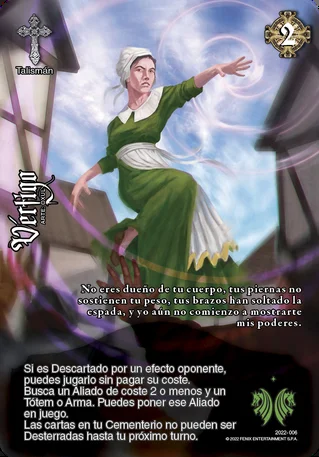 Talismán
2
Vértigo
No eres dueño de tu cuerpo, tus piernas no
sostienen tu peso, tus brazos han soltado la
espada, y yo aún no comienzo a mostrarte
mis poderes.
Si es Descartado por un efecto oponente,
puedes jugarlo sin pagar su coste.
Busca un Aliado de coste 2 o menos y un
Tótem o Arma. Puedes poner ese Aliado
en juego.
Las cartas en tu Cementerio no pueden ser
Desterradas hasta tu próximo turno.
2022- 006
© 2022 FENIX ENTERTAINMENT S.P.A.